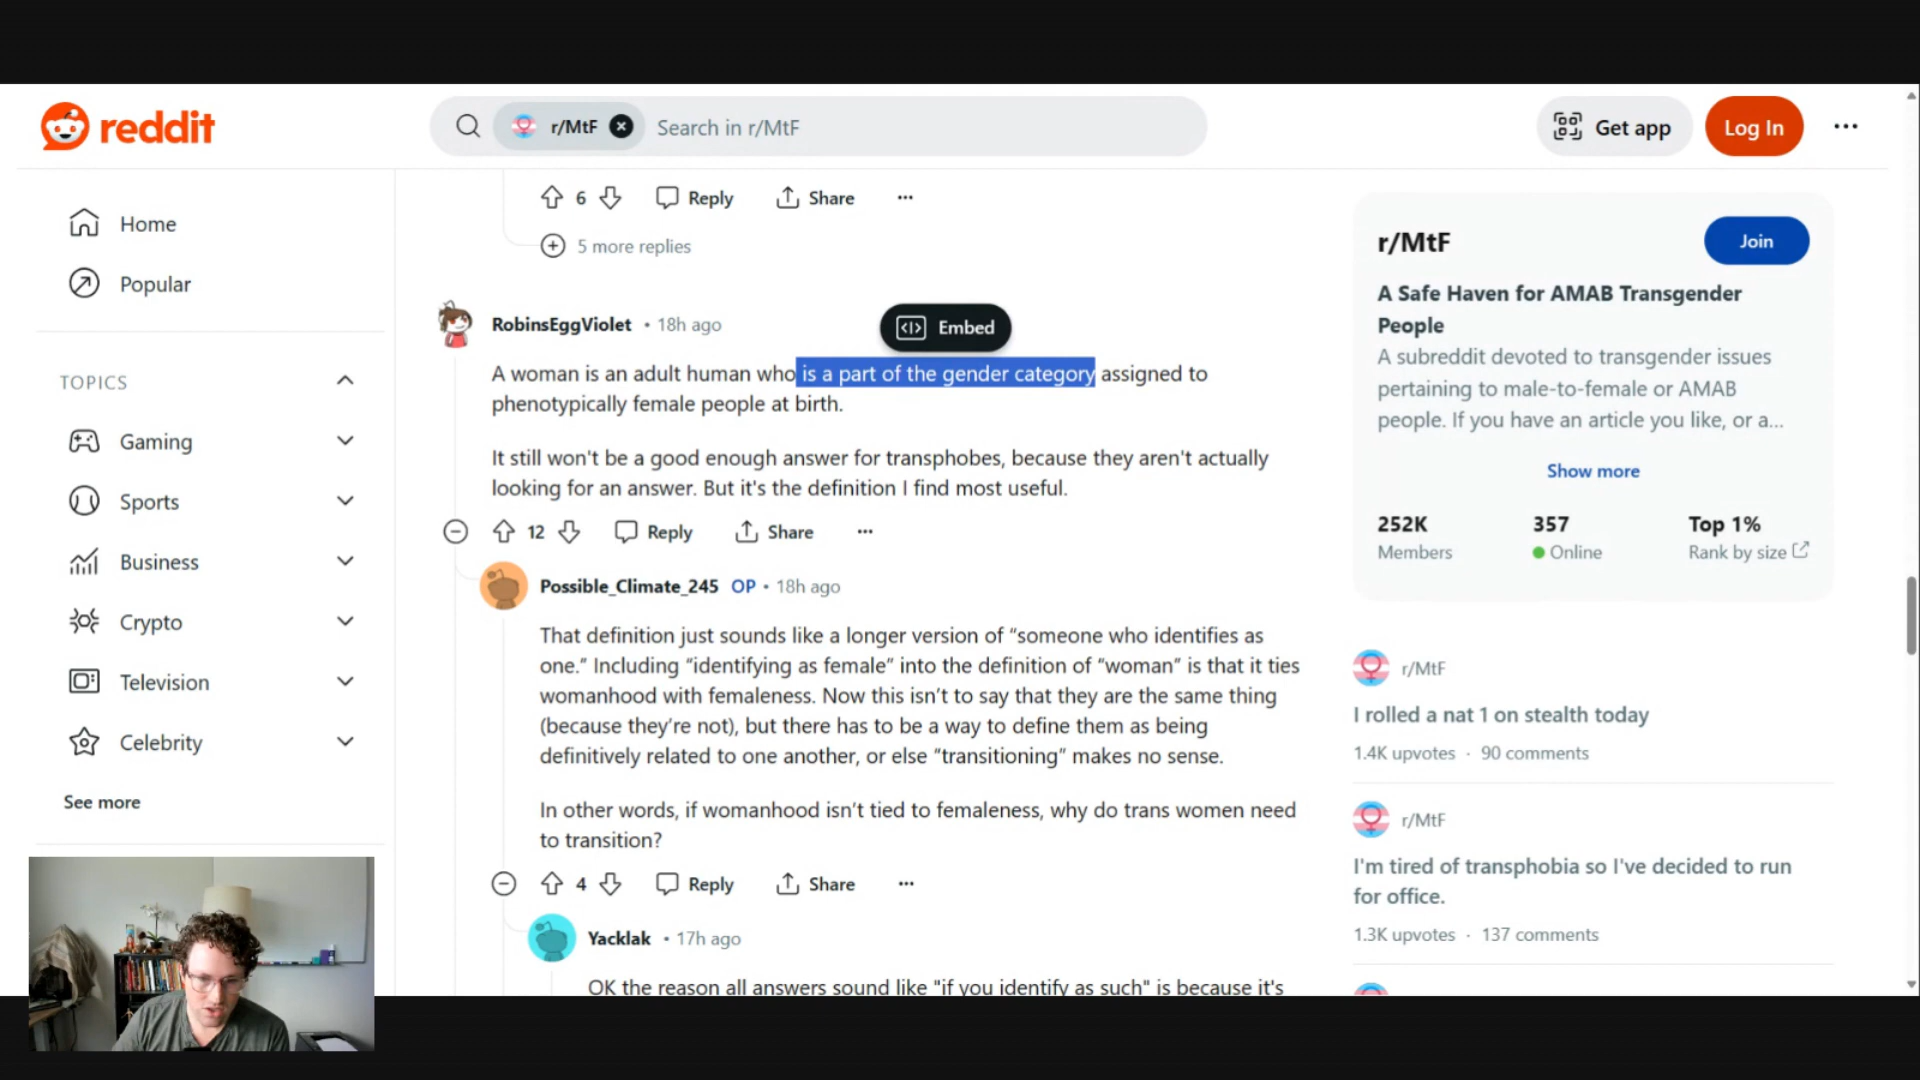 reddit
r/MtF
Search in r/MtF
Get app
Log In
Home
Popular
TOPICS
Gaming
Sports
Business
Crypto
Television
Celebrity
See more
6
Reply
Share
5 more replies
RobinsEggViolet • 18h ago
Embed
A woman is an adult human who is a part of the gender category assigned to
phenotypically female people at birth.
It still won't be a good enough answer for transphobes, because they aren't actually
looking for an answer. But it's the definition I find most useful.
12
Reply
Share
Possible_Climate_245 OP • 18h ago
That definition just sounds like a longer version of “someone who identifies as
one.” Including “identifying as female” into the definition of “woman” is that it ties
womanhood with femaleness. Now this isn’t to say that they are the same thing
(because they’re not), but there has to be a way to define them as being
definitively related to one another, or else “transitioning” makes no sense.
In other words, if womanhood isn’t tied to femaleness, why do trans women need
to transition?
4
Reply
Share
Yacklak • 17h ago
OK the reason all answers sound like "if you identify as such" is because it's
r/MtF
Join
A Safe Haven for AMAB Transgender
People
A subreddit devoted to transgender issues
pertaining to male-to-female or AMAB
people. If you have an article you like, or a...
Show more
252K
Members
357
Online
Top 1%
Rank by size
r/MtF
I rolled a nat 1 on stealth today
1.4K upvotes · 90 comments
r/MtF
I'm tired of transphobia so I've decided to run
for office.
1.3K upvotes · 137 comments